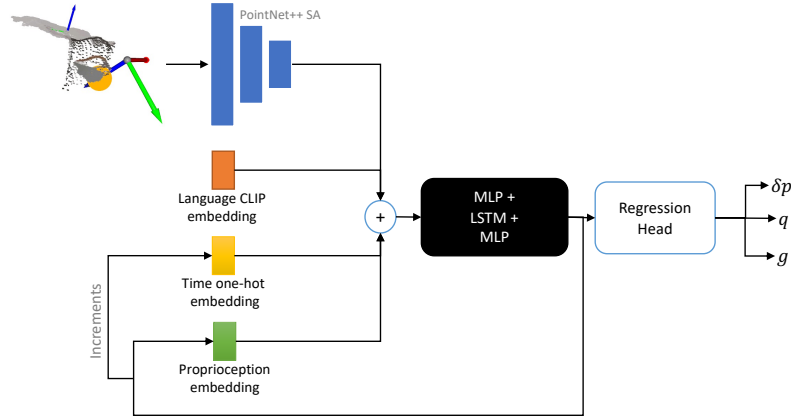 PointNet++ SA
Language CLIP
embedding
+
MLP +
LSTM +
MLP
Regression
Head
δp
q
g
Time one-hot
embedding
Increments
Proprioception
embedding